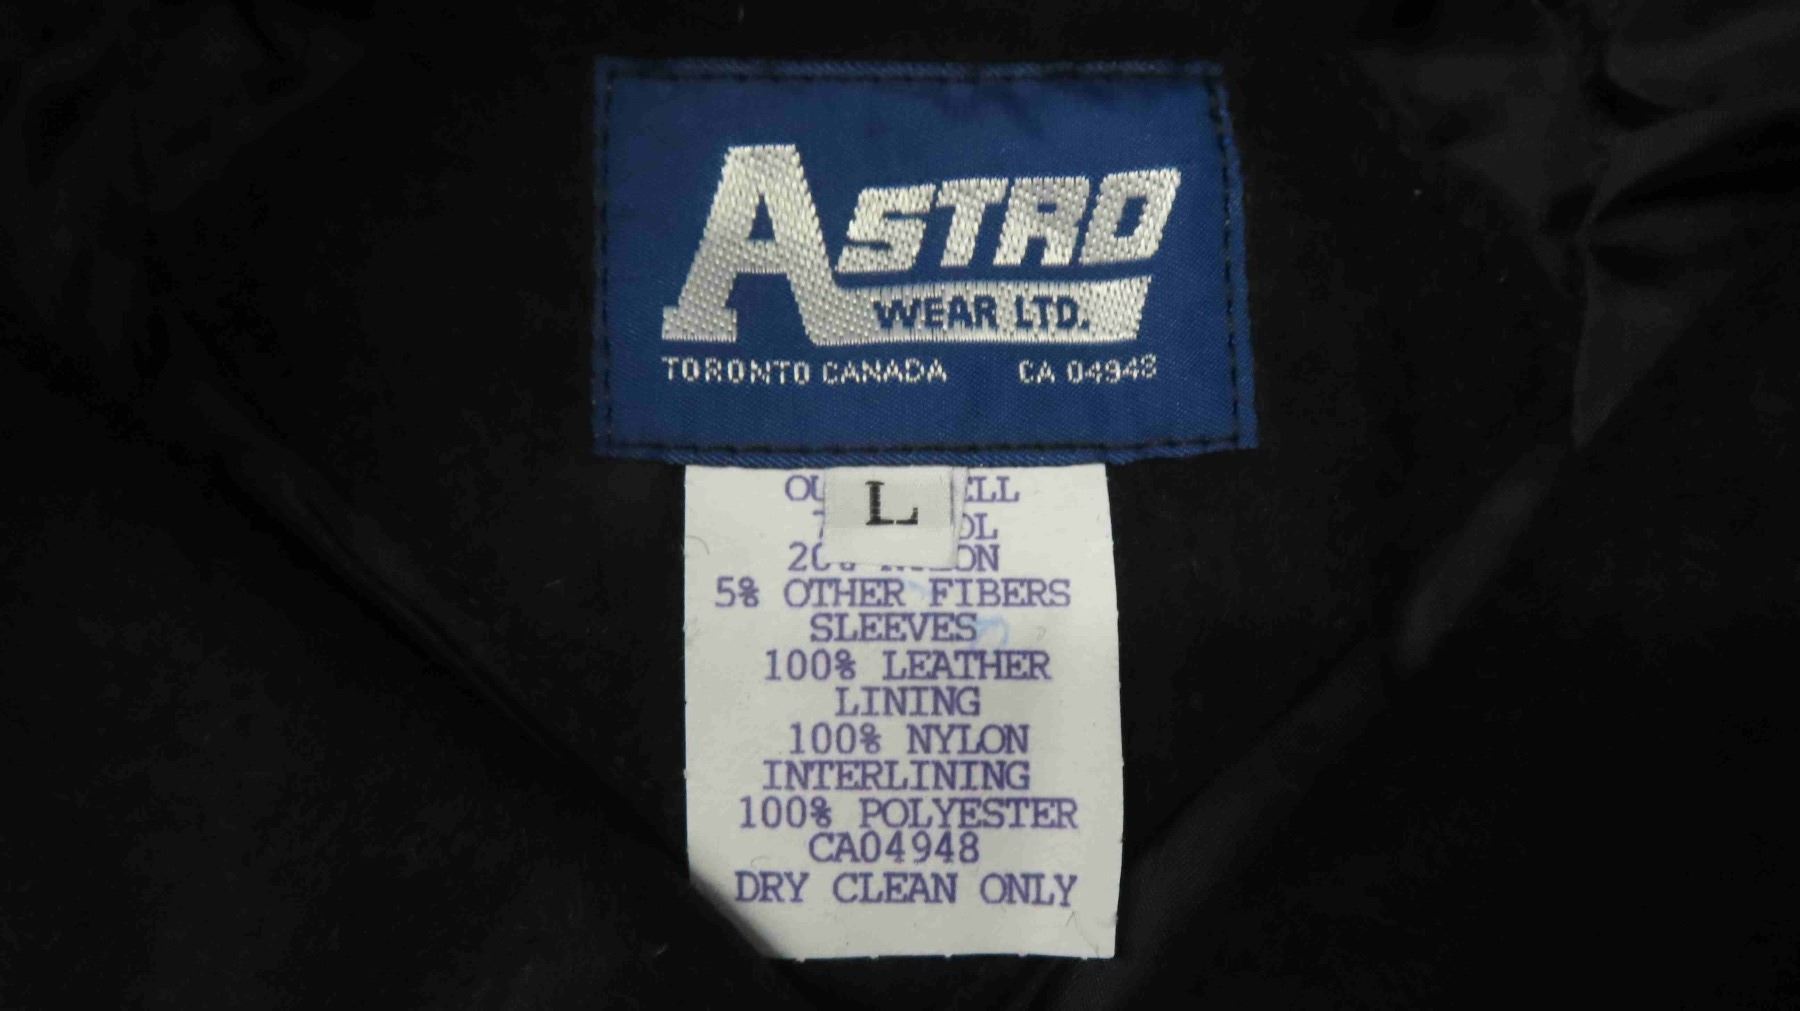 ASTRO
WEAR LTD.
TORONTO CANADA CA 04948
L
5% OTHER FIBERS
SLEEVES
100% LEATHER
LINING
100% NYLON
INTERLINING
100% POLYESTER
CA04948
DRY CLEAN ONLY